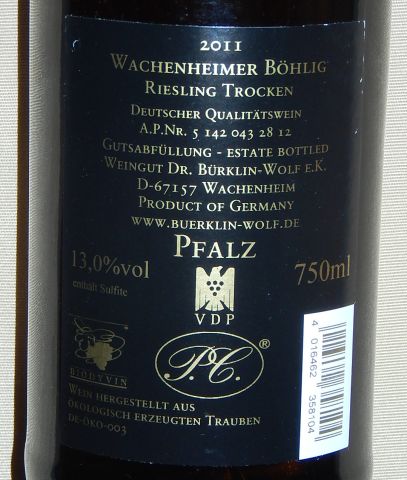 2011
WACHENHEIMER BÖHLIG
RIESLING TROCKEN
DEUTSCHER QUALITÄTSWEIN
A.P.NR. 5 142 043 28 12
GUTSABFÜLLUNG - ESTATE BOTTLED
WEINGUT DR. BÜRKLIN-WOLF E.K.
D-67157 WACHENHEIM
PRODUCT OF GERMANY
WWW.BUERKLIN-WOLF.DE
PFALZ
13,0%vol
750ml
enthält Sulfite
VDP
BIODYVIN
P.C.®
WEIN HERGESTELLT AUS
ÖKOLOGISCH ERZEUGTEN TRAUBEN
DE-ÖKO-003
4 016462 358104